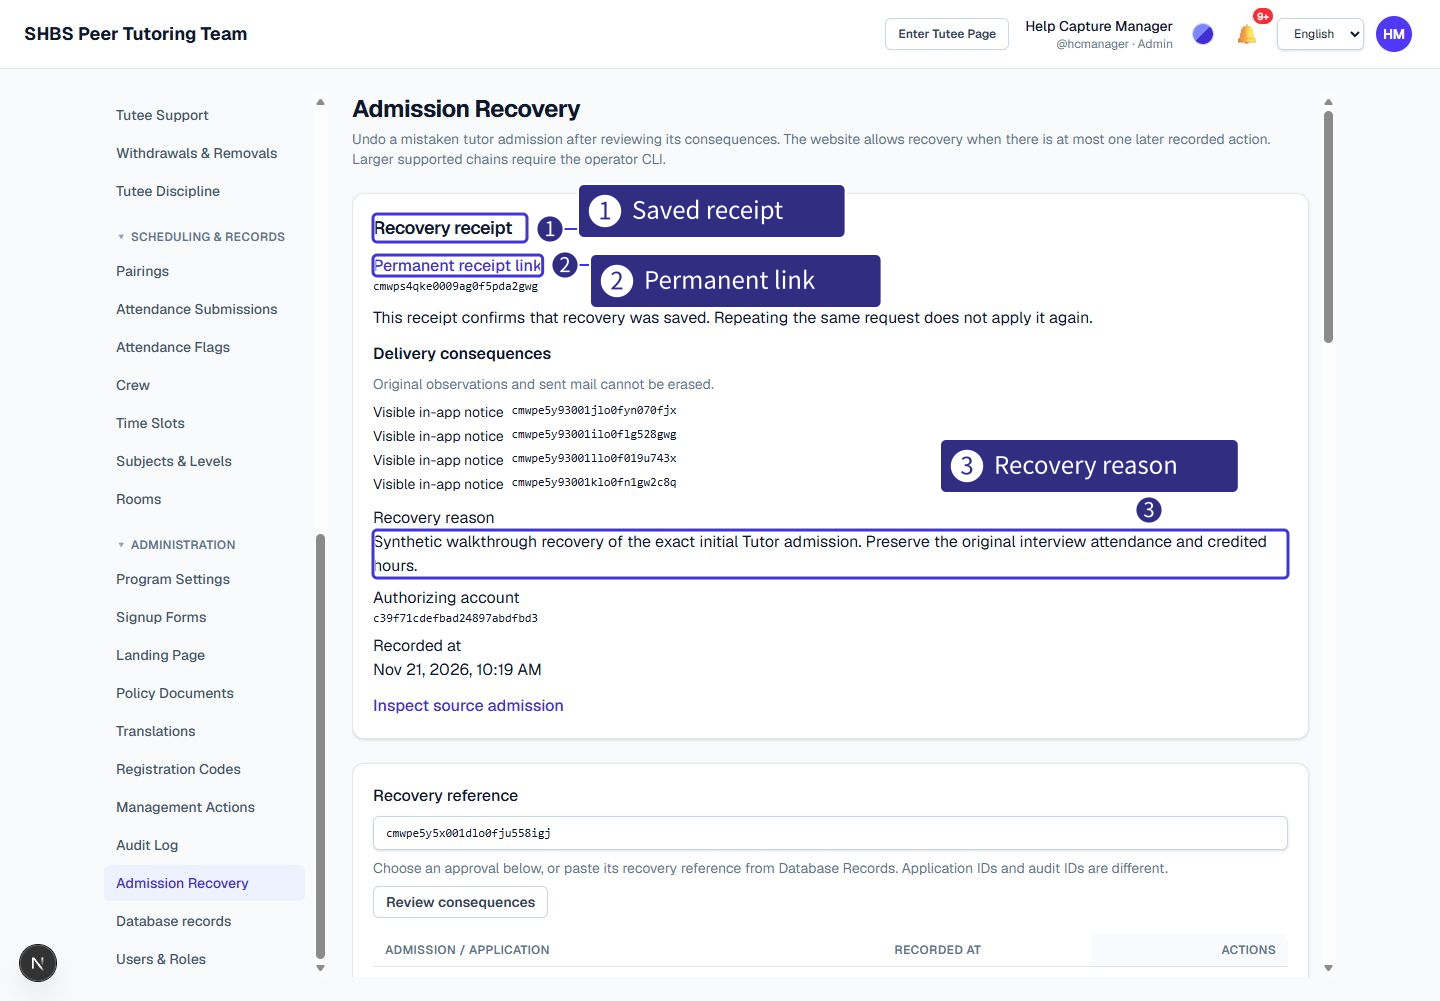 SHBS Peer Tutoring Team
Enter Tutee Page
Help Capture Manager
@hcmanager · Admin
9+
English
HM
Tutee Support
Withdrawals & Removals
Tutee Discipline
SCHEDULING & RECORDS
Pairings
Attendance Submissions
Attendance Flags
Crew
Time Slots
Subjects & Levels
Rooms
ADMINISTRATION
Program Settings
Signup Forms
Landing Page
Policy Documents
Translations
Registration Codes
Management Actions
Audit Log
Admission Recovery
Database records
Users & Roles
N
Admission Recovery
Undo a mistaken tutor admission after reviewing its consequences. The website allows recovery when there is at most one later recorded action.
Larger supported chains require the operator CLI.
Recovery receipt
1
1 Saved receipt
Permanent receipt link
2
2 Permanent link
cmwps4qke0009ag0f5pda2gwg
This receipt confirms that recovery was saved. Repeating the same request does not apply it again.
Delivery consequences
Original observations and sent mail cannot be erased.
Visible in-app notice cmwpe5y93001jlo0fyn070fjx
Visible in-app notice cmwpe5y93001ilo0flg528gwg
Visible in-app notice cmwpe5y93001llo0f019u743x
Visible in-app notice cmwpe5y93001klo0fn1gw2c8q
3 Recovery reason
3
Recovery reason
Synthetic walkthrough recovery of the exact initial Tutor admission. Preserve the original interview attendance and credited
hours.
Authorizing account
c39f71cdefbad24897abdfbd3
Recorded at
Nov 21, 2026, 10:19 AM
Inspect source admission
Recovery reference
cmwpe5y5x001dlo0fju558igj
Choose an approval below, or paste its recovery reference from Database Records. Application IDs and audit IDs are different.
Review consequences
ADMISSION / APPLICATION
RECORDED AT
ACTIONS